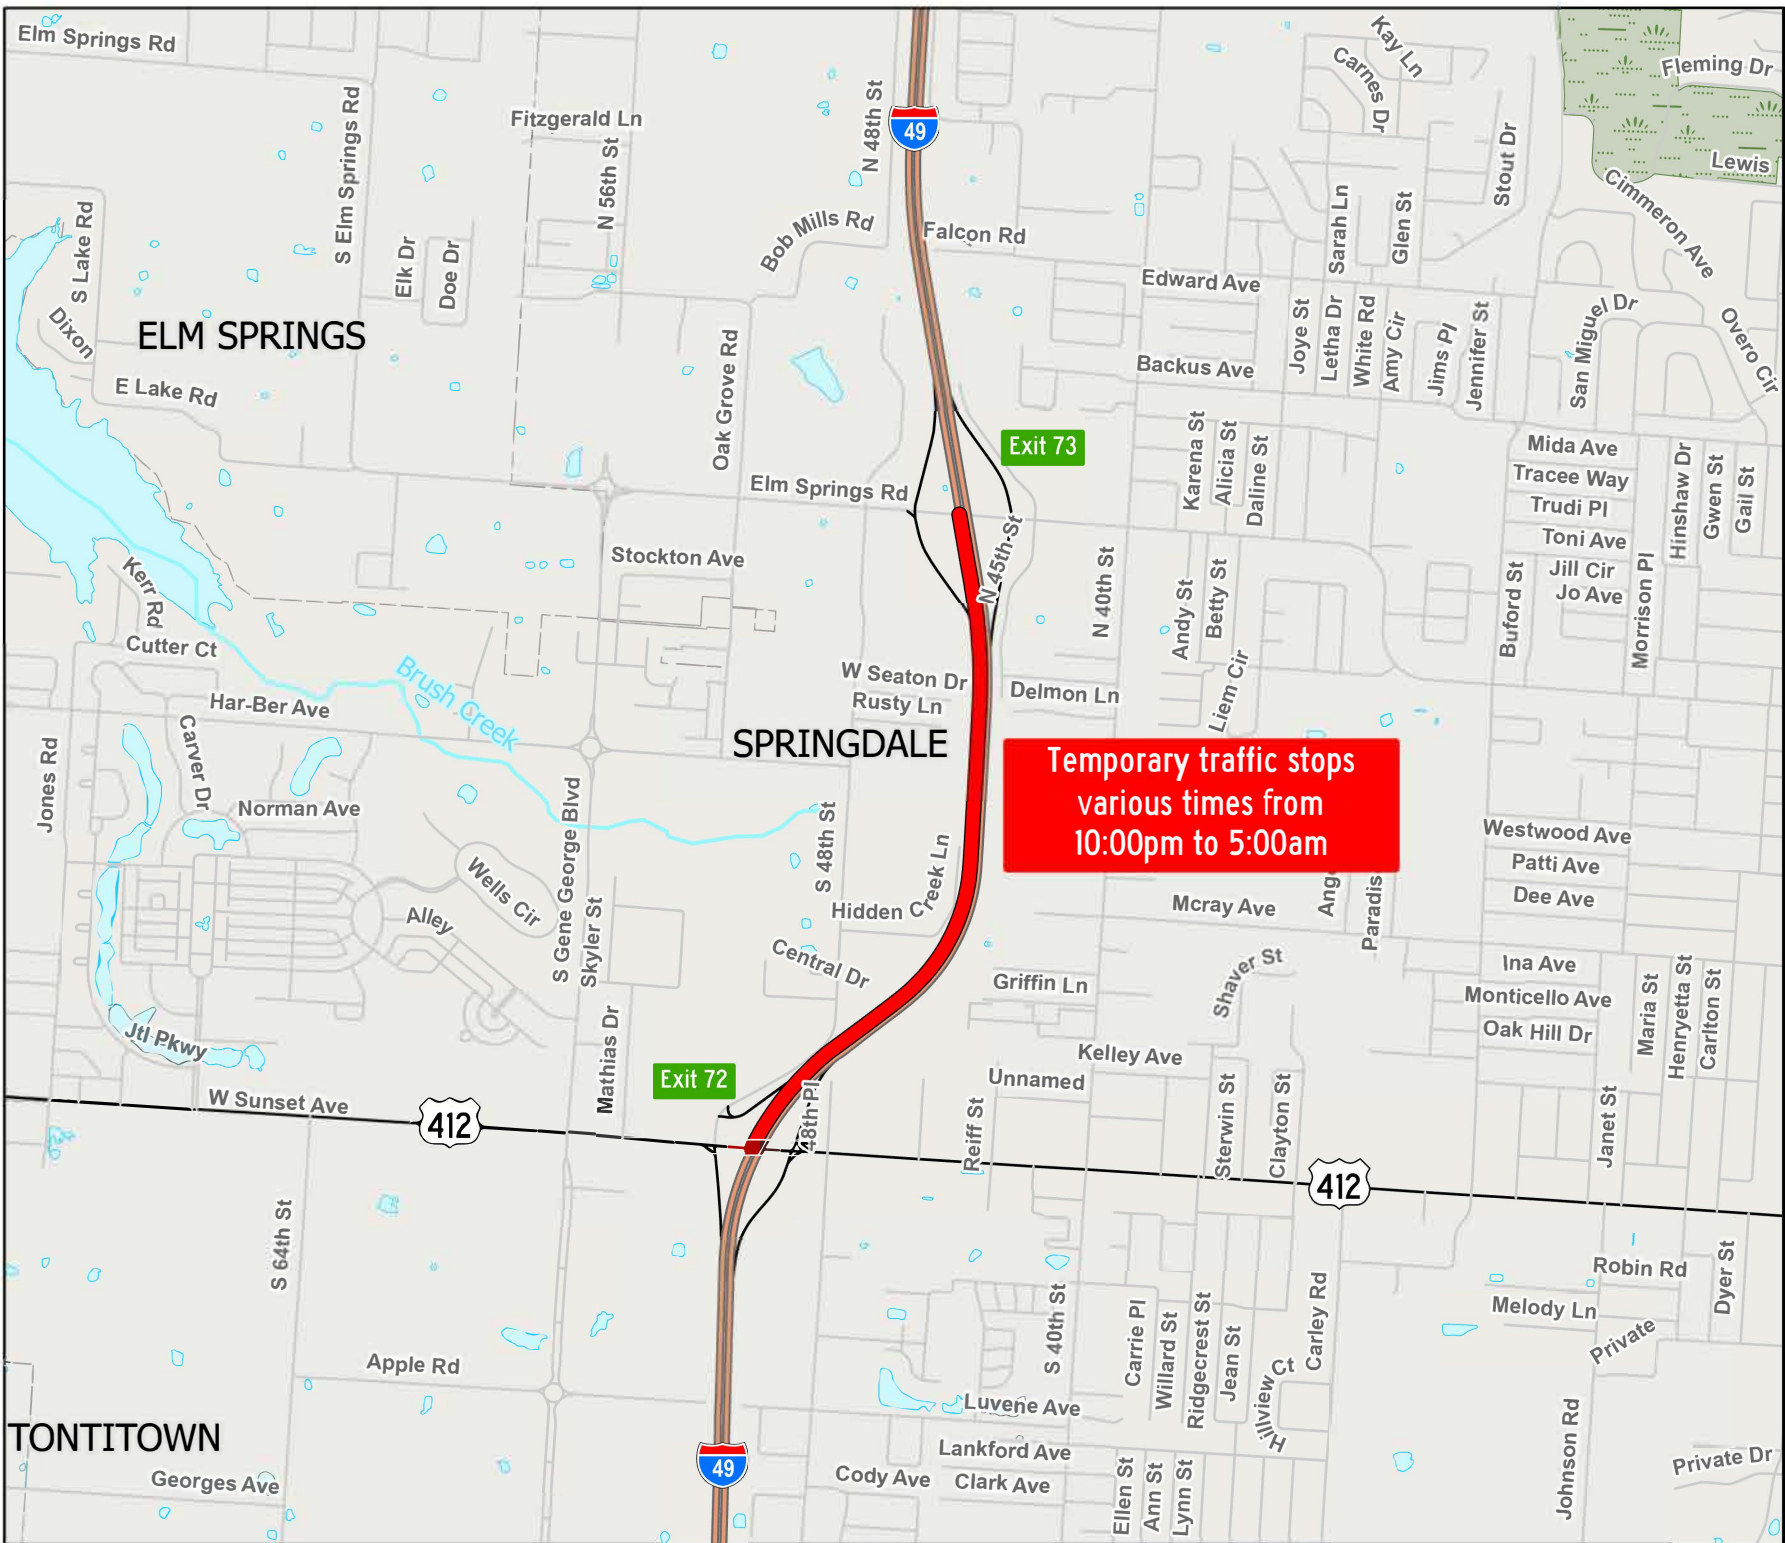 Elm Springs Rd
Kay Ln
Carnes Dr
Fleming Dr
Fitzgerald Ln
S Elm Springs Rd
N 56th St
N 48th St
49
Stout Dr
Lewis
Cimmeron Ave
S Lake Rd
Elk Dr
Doe Dr
Bob Mills Rd
Falcon Rd
Sarah Ln
Glen St
Edward Ave
Dixon
ELM SPRINGS
Joye St
Letha Dr
White Rd
Amy Cir
Jims Pl
Jennifer St
San Miguel Dr
Overo Cir
E Lake Rd
Oak Grove Rd
Backus Ave
Exit 73
Karena St
Alicia St
Daline St
Mida Ave
Tracee Way
Trudi Pl
Toni Ave
Jill Cir
Jo Ave
Hinshaw Dr
Gwen St
Gail St
Elm Springs Rd
Stockton Ave
N 45th St
N 40th St
Andy St
Betty St
Buford St
Morrison Pl
Kerr Rd
Cutter Ct
Brush Creek
W Seaton Dr
Rusty Ln
Delmon Ln
Liem Cir
Har-Ber Ave
Carver Dr
Jones Rd
SPRINGDALE
Temporary traffic stops
various times from
10:00pm to 5:00am
Norman Ave
S Gene George Blvd
S 48th St
Westwood Ave
Patti Ave
Dee Ave
Wells Cir
Alley
Skyler St
Hidden Creek Ln
Mcray Ave
Ang
Paradis
Central Dr
Griffin Ln
Shaver St
Ina Ave
Monticello Ave
Oak Hill Dr
Maria St
Henryetta St
Carlton St
Jtl Pkwy
Mathias Dr
Kelley Ave
Unnamed
Exit 72
W Sunset Ave
412
48th Pl
Reiff St
Sterwin St
Clayton St
Janet St
412
S 64th St
Robin Rd
Dyer St
Melody Ln
Private
S 40th St
Carrie Pl
Willard St
Ridgecrest St
Jean St
Carley Rd
Hillview Ct
Apple Rd
Luvene Ave
TONTITOWN
Georges Ave
49
Lankford Ave
Cody Ave
Clark Ave
Ellen St
Ann St
Lynn St
Johnson Rd
Private Dr